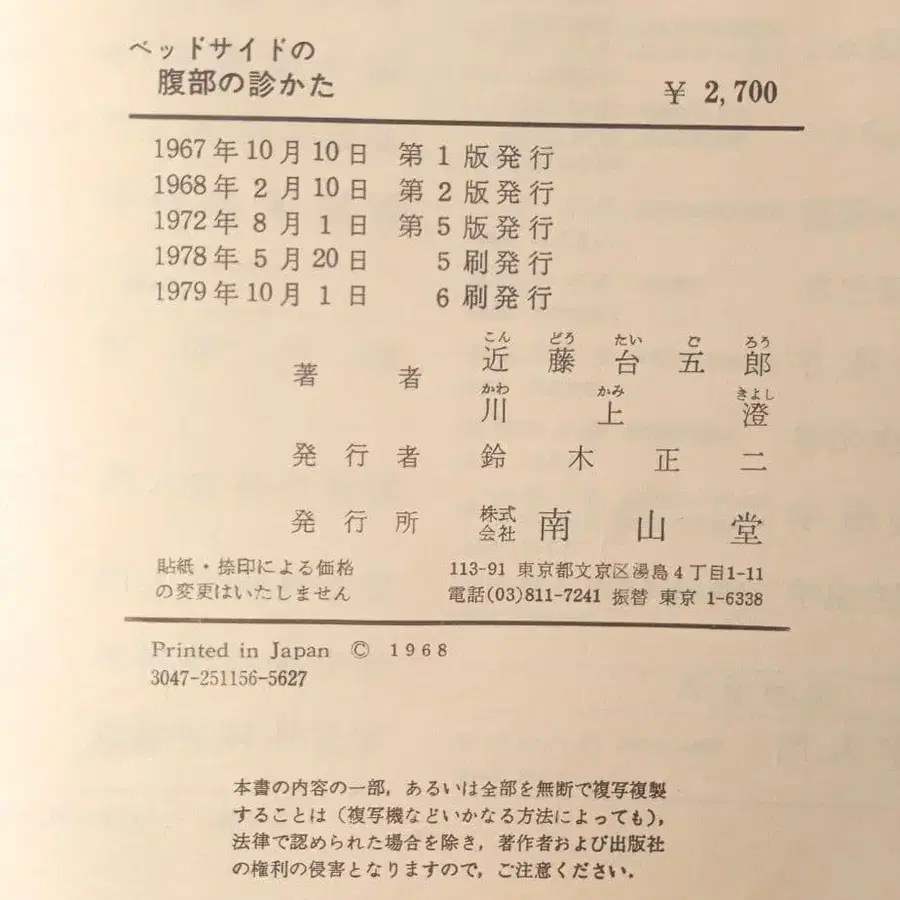 ベッドサイドの
腹部の診かた
¥ 2,700
1967年10月10日 第1版発行
1968年2月10日 第2版発行
1972年8月1日 第5版発行
1978年5月20日 5刷発行
1979年10月1日 6刷発行
こん どう たい ご ろう
著者 近藤台五郎
かわ かみ きよし
川上澄
発行者 鈴木正二
発行所 株式会社 南山堂
貼紙・捺印による価格
の変更はいたしません
113-91 東京都文京区湯島4丁目1-11
電話(03)811-7241 振替 東京 1-6338
Printed in Japan © 1968
3047-251156-5627
本書の内容の一部，あるいは全部を無断で複写複製
することは（複写機などいかなる方法によっても），
法律で認められた場合を除き，著作者および出版社
の権利の侵害となりますので，ご注意ください．